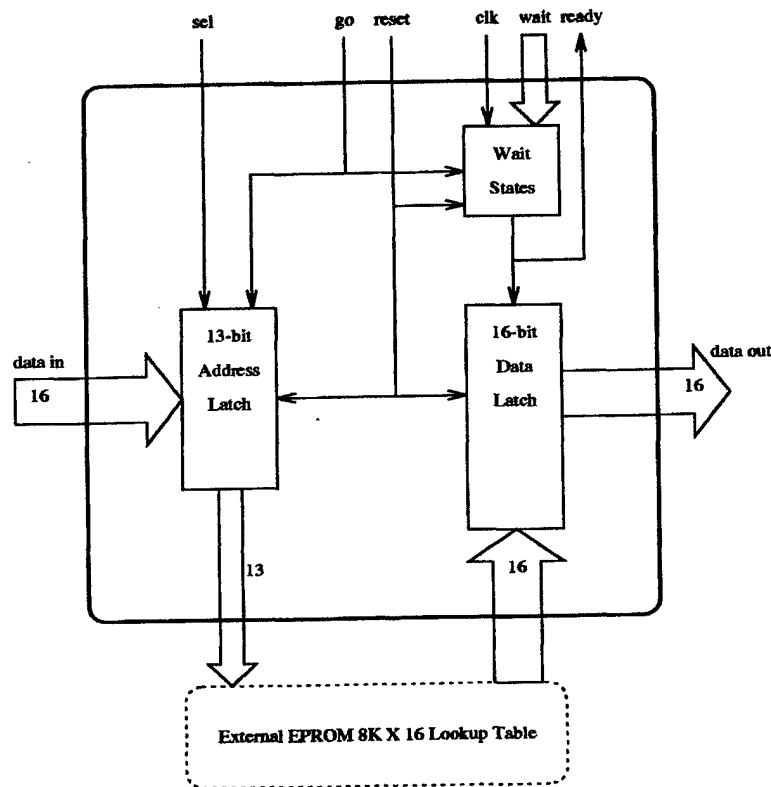 sel go reset clk wait ready
Wait
States
13-bit
Address
Latch
16-bit
Data
Latch
data in
16
data out
16
13
16
External EPROM 8K X 16 Lookup Table